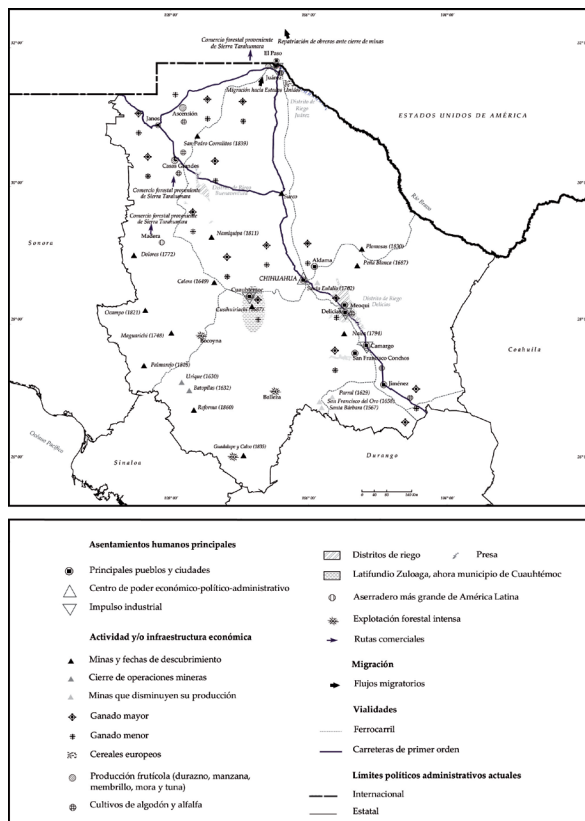 Comercio forestal proveniente
de Sierra Tarahumara
Repatriación de obreros ante cierre de minas
El Paso
Juárez
Migración hacia Estados Unidos
Distrito de
Riego
Juárez
ESTADOS UNIDOS DE AMÉRICA
Río Bravo
Ascensión
Janos
San Pedro Corralitos (1839)
Casas Grandes
Comercio forestal proveniente
de Sierra Tarahumara
Distrito de Riego
Sueco
Comercio forestal proveniente
de Sierra Tarahumara
Sonora
Madera
Namiquipa (1811)
Dolores (1772)
Plomosas (1830)
Aldama
Peña Blanca (1687)
CHIHUAHUA
Santa Eulalia (1702)
Calera (1649)
Cuauhtémoc
Cusihuiriachi (1687)
Distrito de Riego
Delicias
Meoqui
Delicias
Ocampo (1821)
Naica (1794)
Maguarichi (1749)
Bocoyna
Camargo
San Francisco Conchos
Coahuila
Palmarejo (1818)
Urique (1630)
Batopilas (1632)
Jiménez
Balleza
Parral (1629)
San Francisco del Oro (1658)
Santa Bárbara (1567)
Guadalupe y Calvo (1835)
Océano Pacífico
Sinaloa
Durango
Asentamientos humanos principales
Principales pueblos y ciudades
Centro de poder económico-político-administrativo
Impulso industrial
Actividad y/o infraestructura económica
Minas y fechas de descubrimiento
Cierre de operaciones mineras
Minas que disminuyen su producción
Ganado mayor
Ganado menor
Cereales europeos
Producción frutícola (durazno, manzana,
membrillo, mora y tuna)
Cultivos de algodón y alfalfa
Distritos de riego
Presa
Latifundio Zuloaga, ahora municipio de Cuauhtémoc
Aserradero más grande de América Latina
Explotación forestal intensa
Rutas comerciales
Migración
Flujos migratorios
Vialidades
Ferrocarril
Carreteras de primer orden
Límites políticos administrativos actuales
Internacional
Estatal